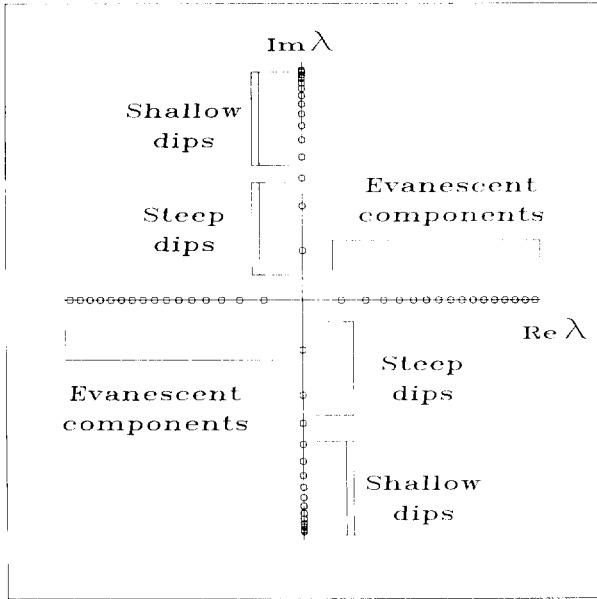 Im λ
Shallow
dips
Evanescent
components
Steep
dips
Re λ
Steep
dips
Evanescent
components
Shallow
dips